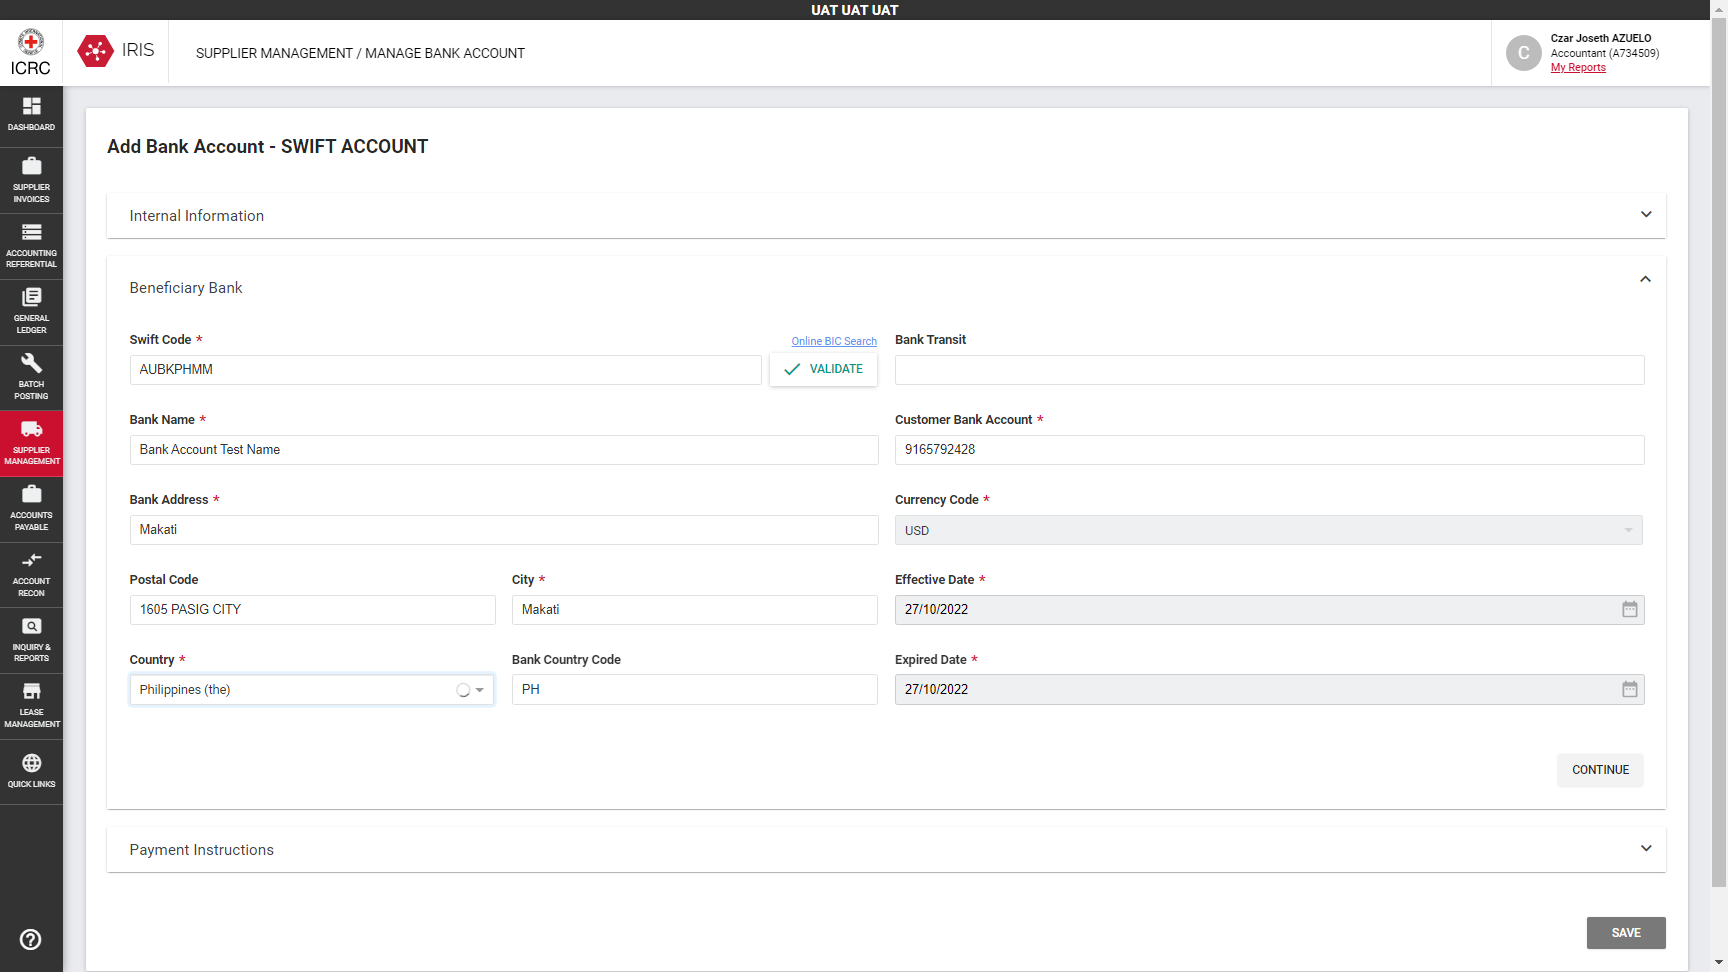 UAT UAT UAT
ICRC
IRIS
SUPPLIER MANAGEMENT / MANAGE BANK ACCOUNT
C
Czar Joseth AZUELO
Accountant (A734509)
My Reports
DASHBOARD
SUPPLIER
INVOICES
ACCOUNTING
REFERENTIAL
GENERAL
LEDGER
BATCH
POSTING
SUPPLIER
MANAGEMENT
ACCOUNTS
PAYABLE
ACCOUNT
RECON
INQUIRY &
REPORTS
LEASE
MANAGEMENT
QUICK LINKS
Add Bank Account - SWIFT ACCOUNT
Internal Information
Beneficiary Bank
Swift Code *
Online BIC Search
AUBKPHMM
VALIDATE
Bank Transit
Bank Name *
Bank Account Test Name
Customer Bank Account *
9165792428
Bank Address *
Makati
Currency Code *
USD
Postal Code
1605 PASIG CITY
City *
Makati
Effective Date *
27/10/2022
Country *
Philippines (the)
Bank Country Code
PH
Expired Date *
27/10/2022
CONTINUE
Payment Instructions
SAVE